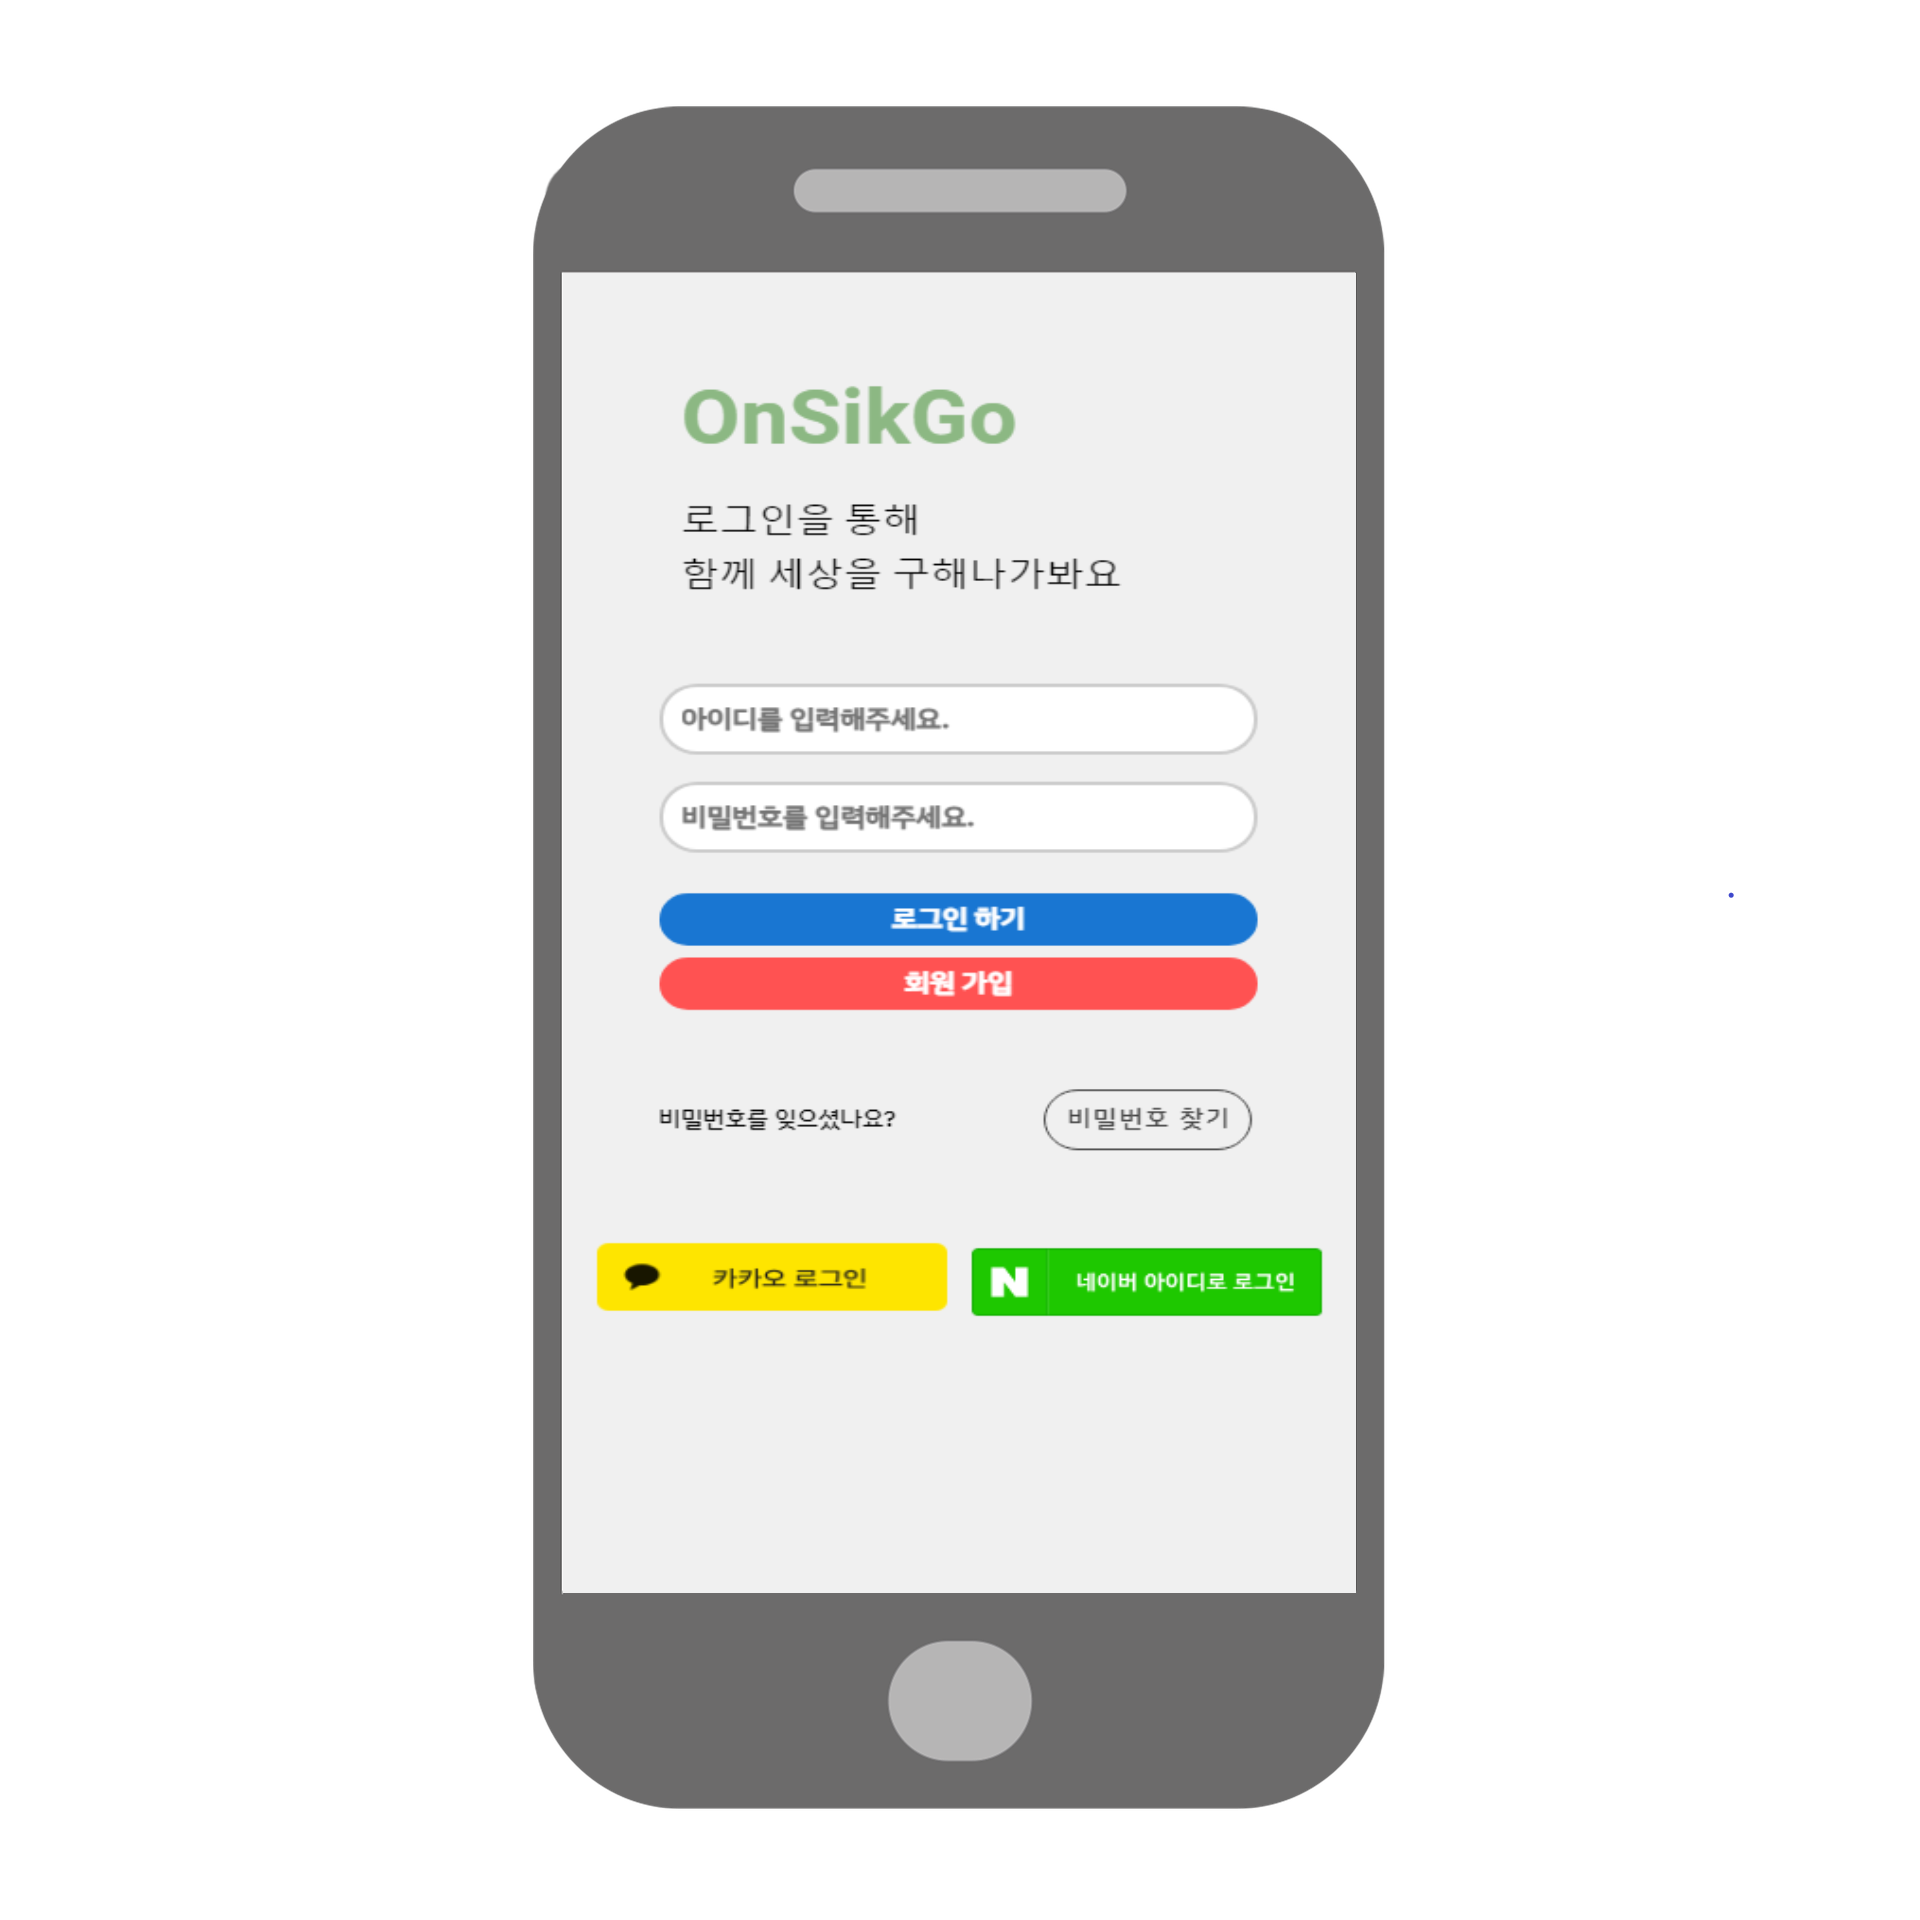 OnSikGo
로그인을 통해
함께 세상을 구해나가봐요
아이디를 입력해주세요.
비밀번호를 입력해주세요.
로그인 하기
회원 가입
비밀번호를 잊으셨나요?
비밀번호 찾기
카카오 로그인
N 네이버 아이디로 로그인